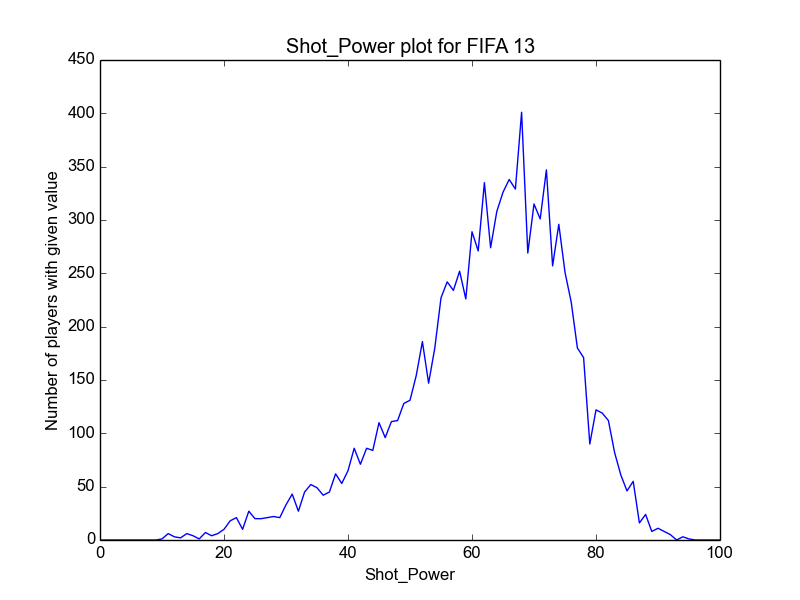 Shot_Power plot for FIFA 13
450
400
350
300
250
200
150
100
50
0
0 20 40 60 80 100
Number of players with given value
Shot_Power